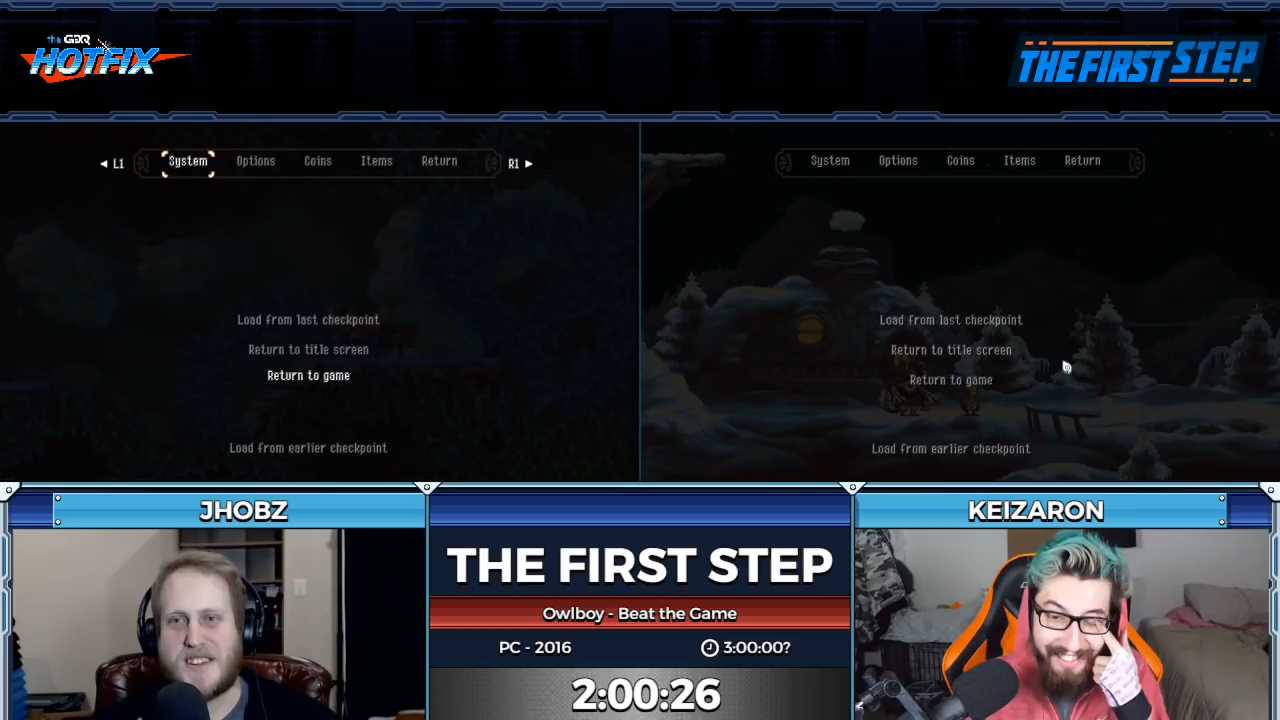 the GDQ
HOTFIX
THE FIRST STEP
L1 System Options Coins Items Return R1
Load from last checkpoint
Return to title screen
Return to game
Load from earlier checkpoint
System Options Coins Items Return
Load from last checkpoint
Return to title screen
Return to game
Load from earlier checkpoint
JHOBZ
KEIZARON
THE FIRST STEP
Owlboy - Beat the Game
PC - 2016 3:00:00?
2:00:26